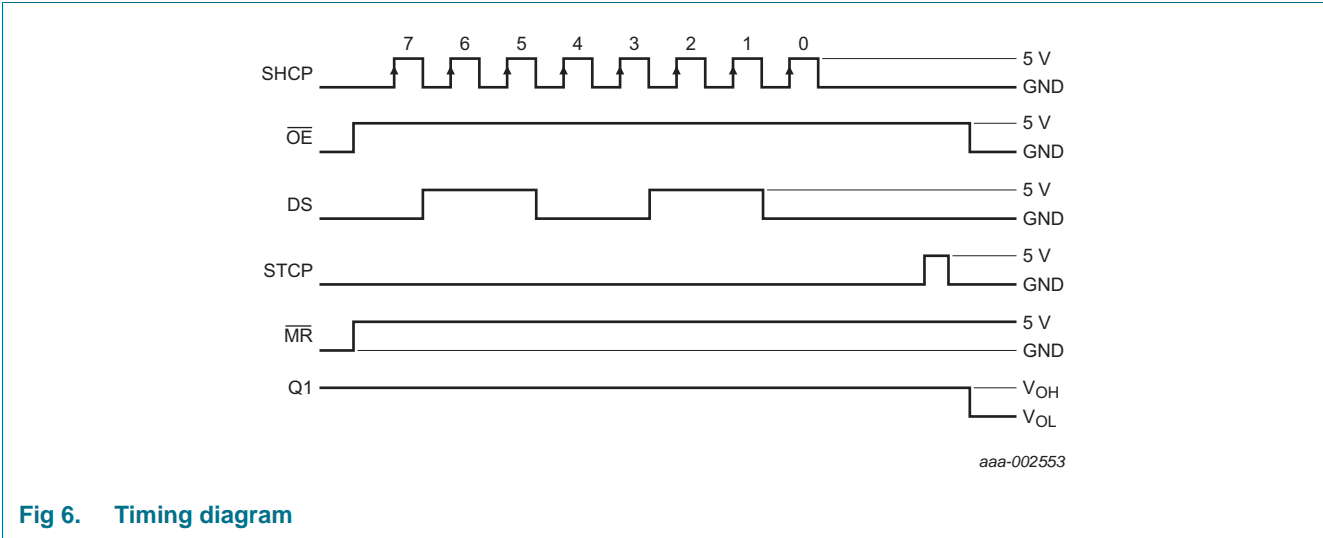 7 6 5 4 3 2 1 0
SHCP 5 V
GND
OE 5 V
GND
DS 5 V
GND
STCP 5 V
GND
MR 5 V
GND
Q1 VOH
VOL
aaa-002553
Fig 6. Timing diagram